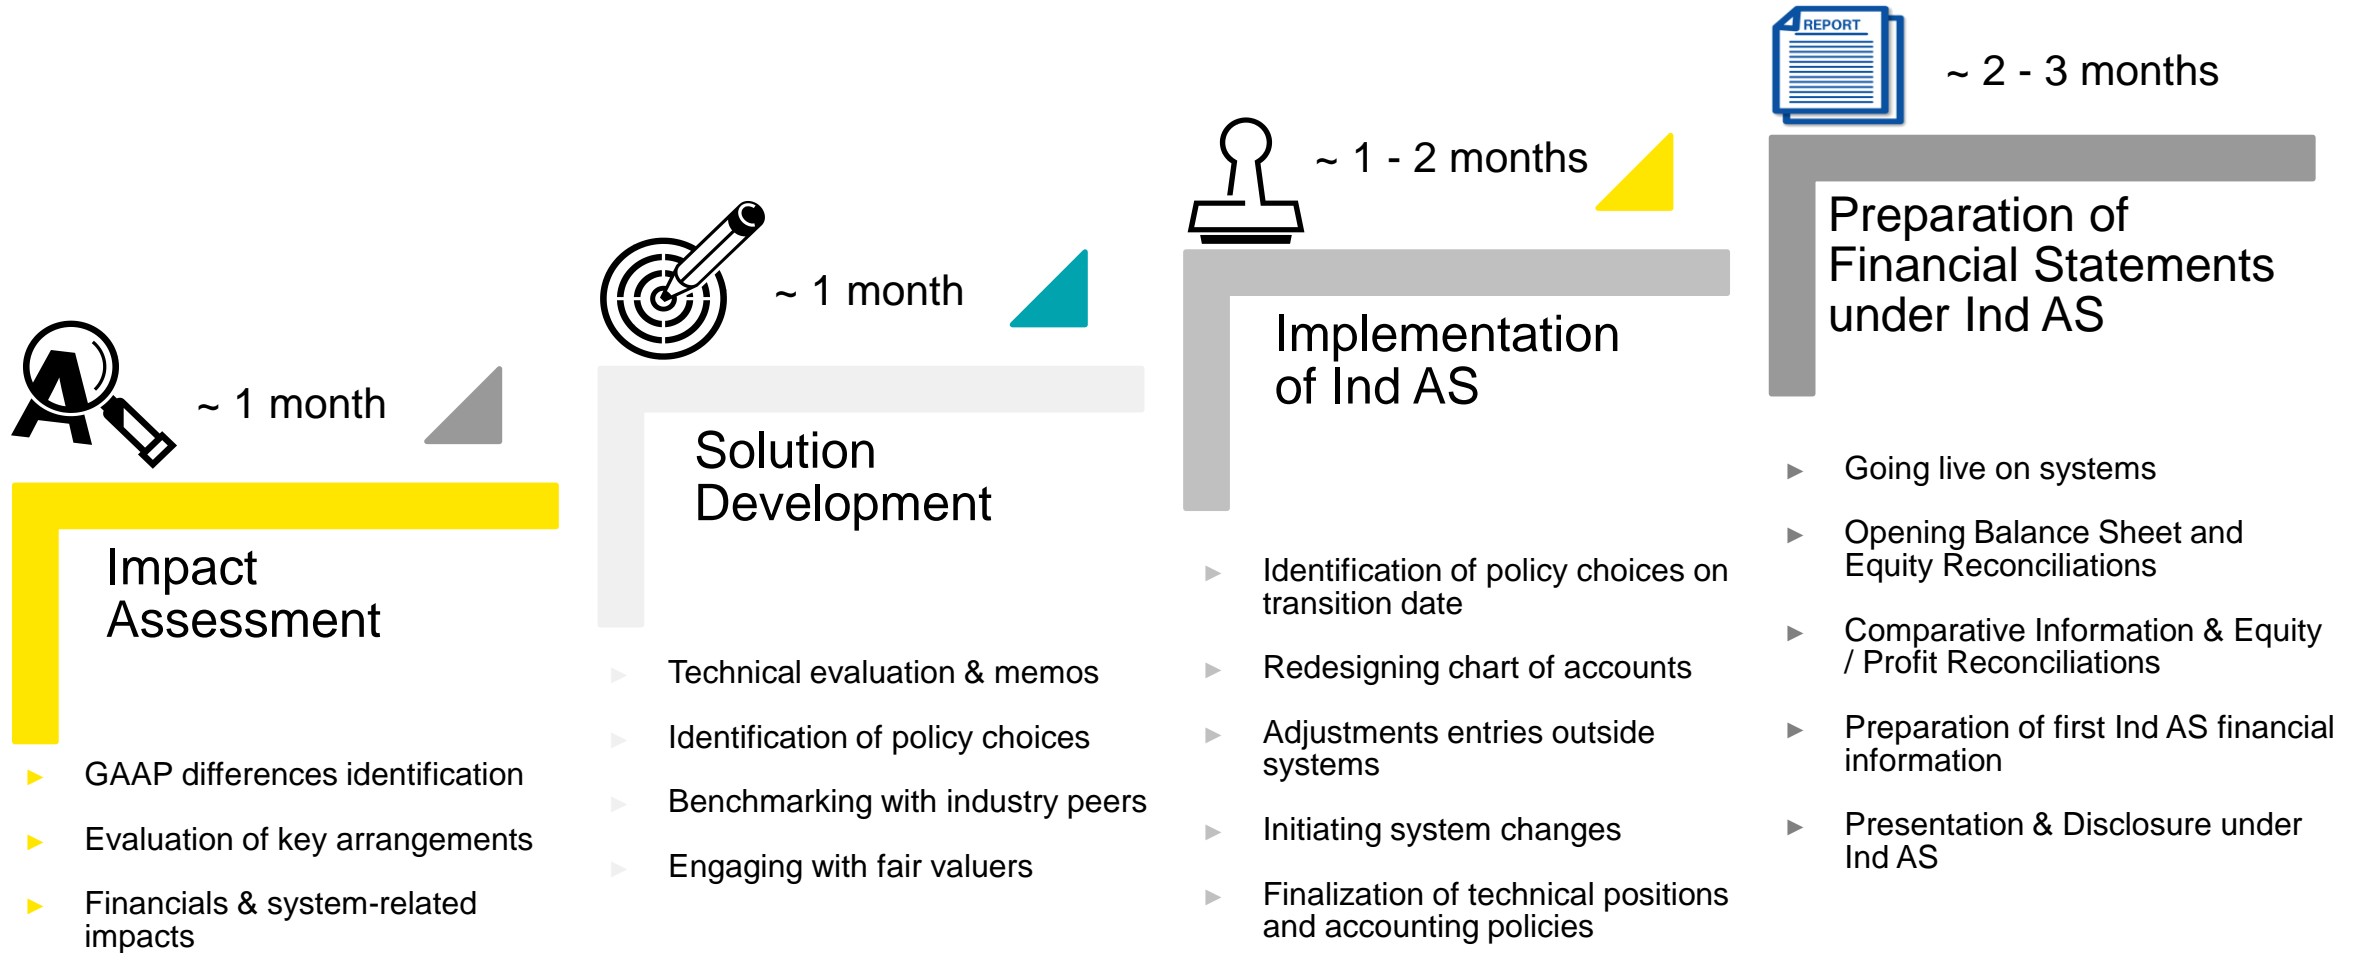 ~ 1 month
Impact
Assessment
► GAAP differences identification
► Evaluation of key arrangements
► Financials & system-related
impacts
~ 1 month
Solution
Development
► Technical evaluation & memos
► Identification of policy choices
► Benchmarking with industry peers
► Engaging with fair valuers
~ 1 - 2 months
Implementation
of Ind AS
► Identification of policy choices on
transition date
► Redesigning chart of accounts
► Adjustments entries outside
systems
► Initiating system changes
► Finalization of technical positions
and accounting policies
REPORT
~ 2 - 3 months
Preparation of
Financial Statements
under Ind AS
► Going live on systems
► Opening Balance Sheet and
Equity Reconciliations
► Comparative Information & Equity
/ Profit Reconciliations
► Preparation of first Ind AS financial
information
► Presentation & Disclosure under
Ind AS